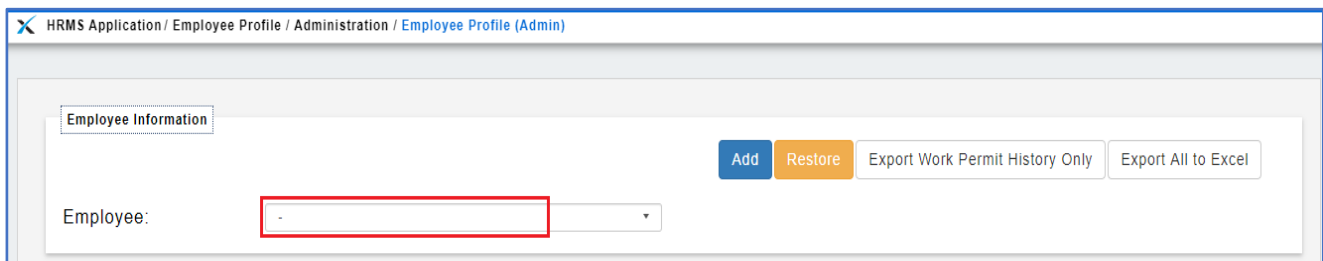 HRMS Application / Employee Profile / Administration / Employee Profile (Admin)
Employee Information
Add Restore Export Work Permit History Only Export All to Excel
Employee: -